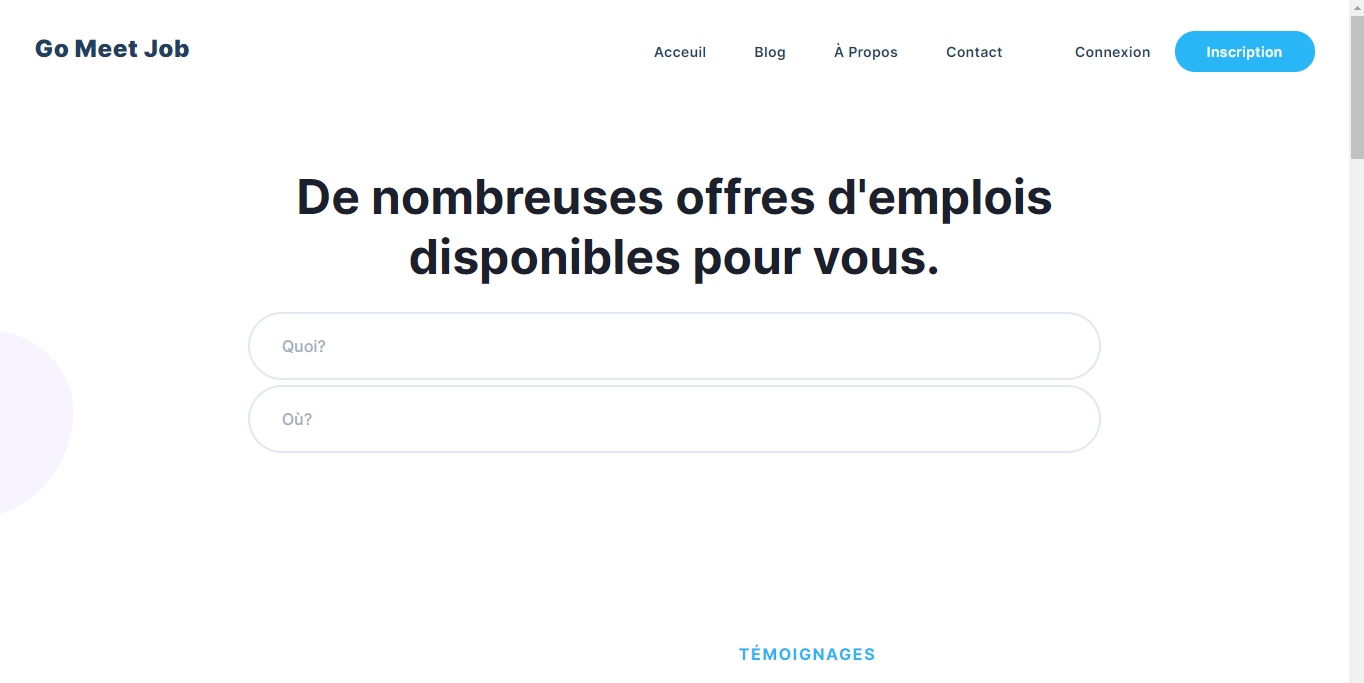 Go Meet Job
Acceuil Blog À Propos Contact Connexion Inscription
De nombreuses offres d'emplois
disponibles pour vous.
Quoi?
Où?
TÉMOIGNAGES